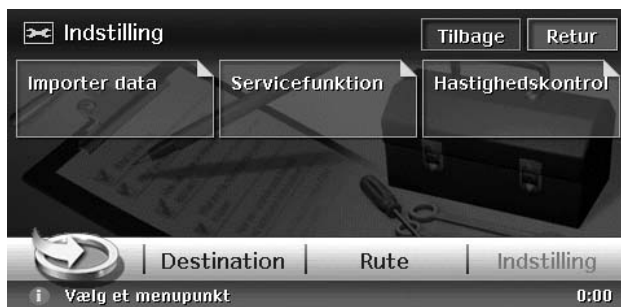 Indstilling Tilbage Retur
Importer data Servicefunktion Hastighedskontrol
Destination Rute Indstilling
i Vælg et menupunkt 0:00